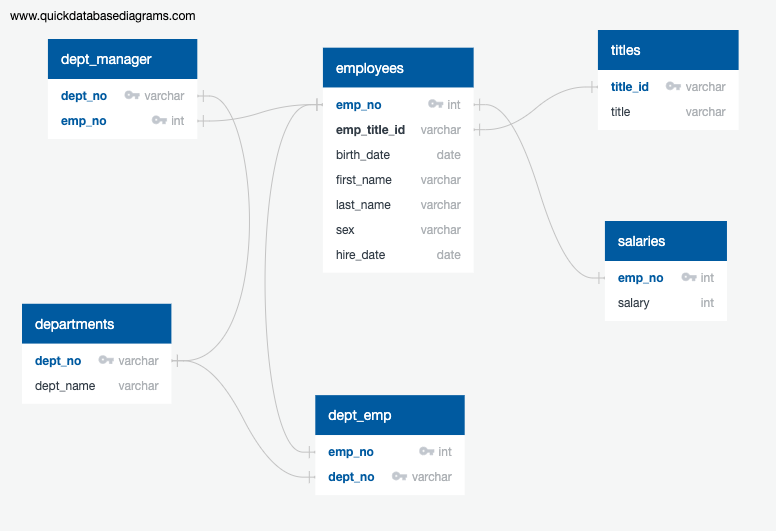 www.quickdatabasediagrams.com
dept_manager
dept_no varchar
emp_no int
employees
emp_no int
emp_title_id varchar
birth_date date
first_name varchar
last_name varchar
sex varchar
hire_date date
titles
title_id varchar
title varchar
salaries
emp_no int
salary int
departments
dept_no varchar
dept_name varchar
dept_emp
emp_no int
dept_no varchar